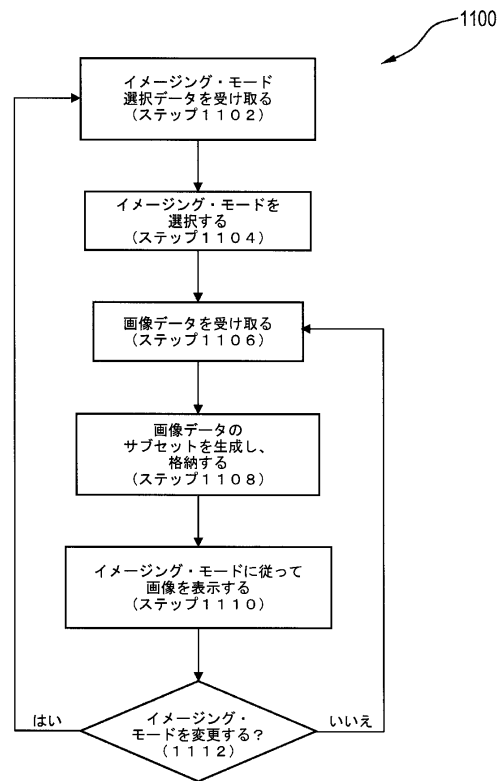 1100
イメージング・モード
選択データを受け取る
(ステップ1102)
イメージング・モードを
選択する
(ステップ1104)
画像データを受け取る
(ステップ1106)
画像データの
サブセットを生成し、
格納する
(ステップ1108)
イメージング・モードに従って
画像を表示する
(ステップ1110)
はい
イメージング・
モードを変更する?
(1112)
いいえ